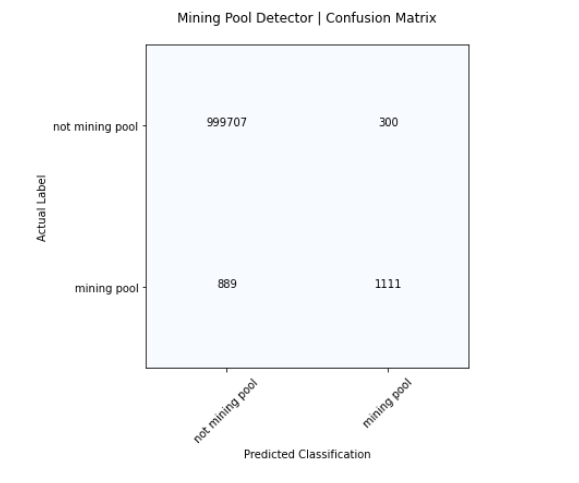 Mining Pool Detector | Confusion Matrix
not mining pool
999707
300
Actual Label
mining pool
889
1111
not mining pool
mining pool
Predicted Classification